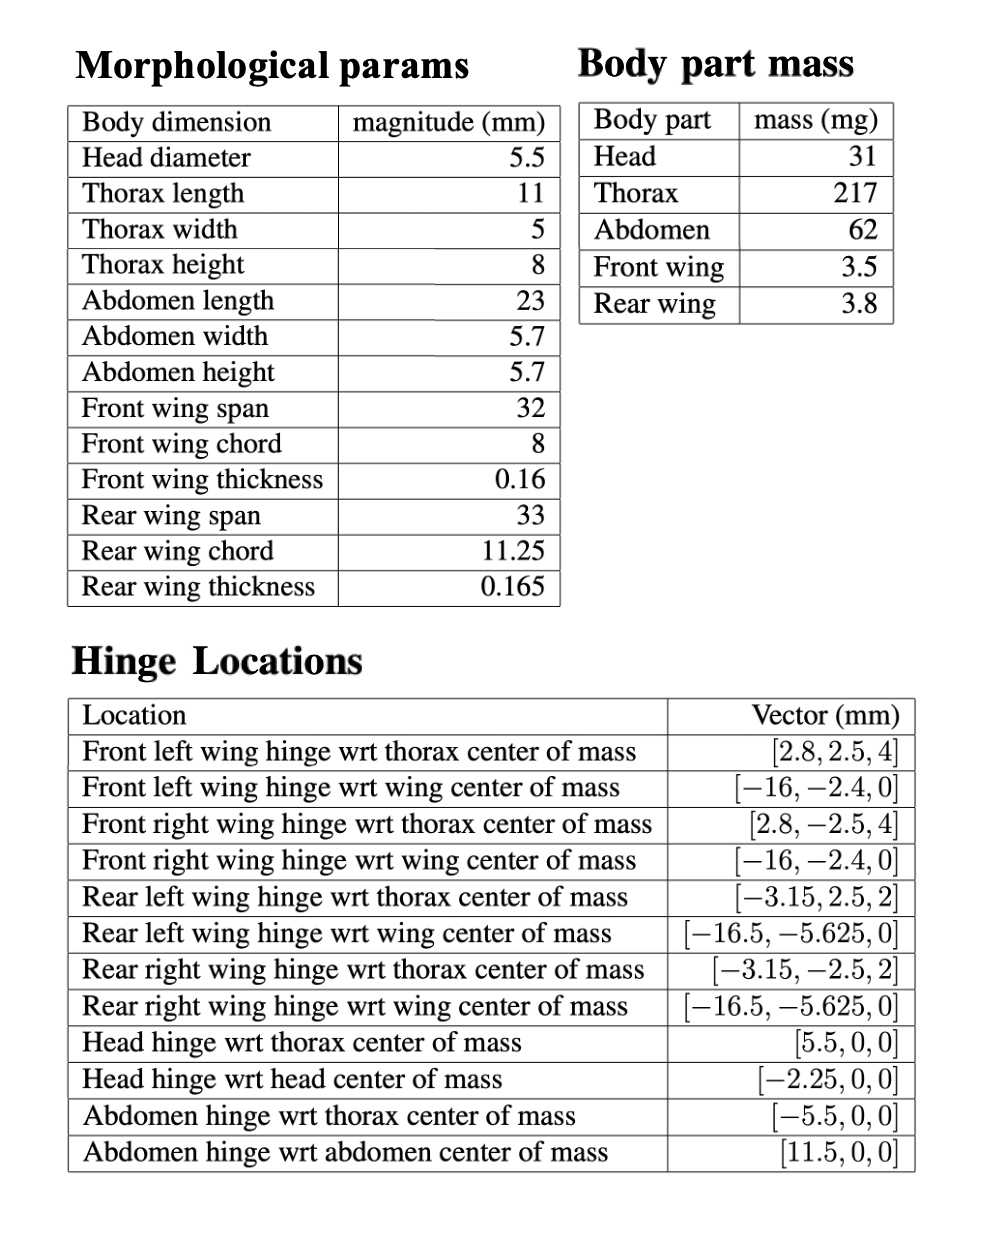 Morphological params
Body dimension magnitude (mm)
Head diameter 5.5
Thorax length 11
Thorax width 5
Thorax height 8
Abdomen length 23
Abdomen width 5.7
Abdomen height 5.7
Front wing span 32
Front wing chord 8
Front wing thickness 0.16
Rear wing span 33
Rear wing chord 11.25
Rear wing thickness 0.165
Body part mass
Body part mass (mg)
Head 31
Thorax 217
Abdomen 62
Front wing 3.5
Rear wing 3.8
Hinge Locations
Location Vector (mm)
Front left wing hinge wrt thorax center of mass [2.8, 2.5, 4]
Front left wing hinge wrt wing center of mass [−16, −2.4, 0]
Front right wing hinge wrt thorax center of mass [2.8, −2.5, 4]
Front right wing hinge wrt wing center of mass [−16, −2.4, 0]
Rear left wing hinge wrt thorax center of mass [−3.15, 2.5, 2]
Rear left wing hinge wrt wing center of mass [−16.5, −5.625, 0]
Rear right wing hinge wrt thorax center of mass [−3.15, −2.5, 2]
Rear right wing hinge wrt wing center of mass [−16.5, −5.625, 0]
Head hinge wrt thorax center of mass [5.5, 0, 0]
Head hinge wrt head center of mass [−2.25, 0, 0]
Abdomen hinge wrt thorax center of mass [−5.5, 0, 0]
Abdomen hinge wrt abdomen center of mass [11.5, 0, 0]